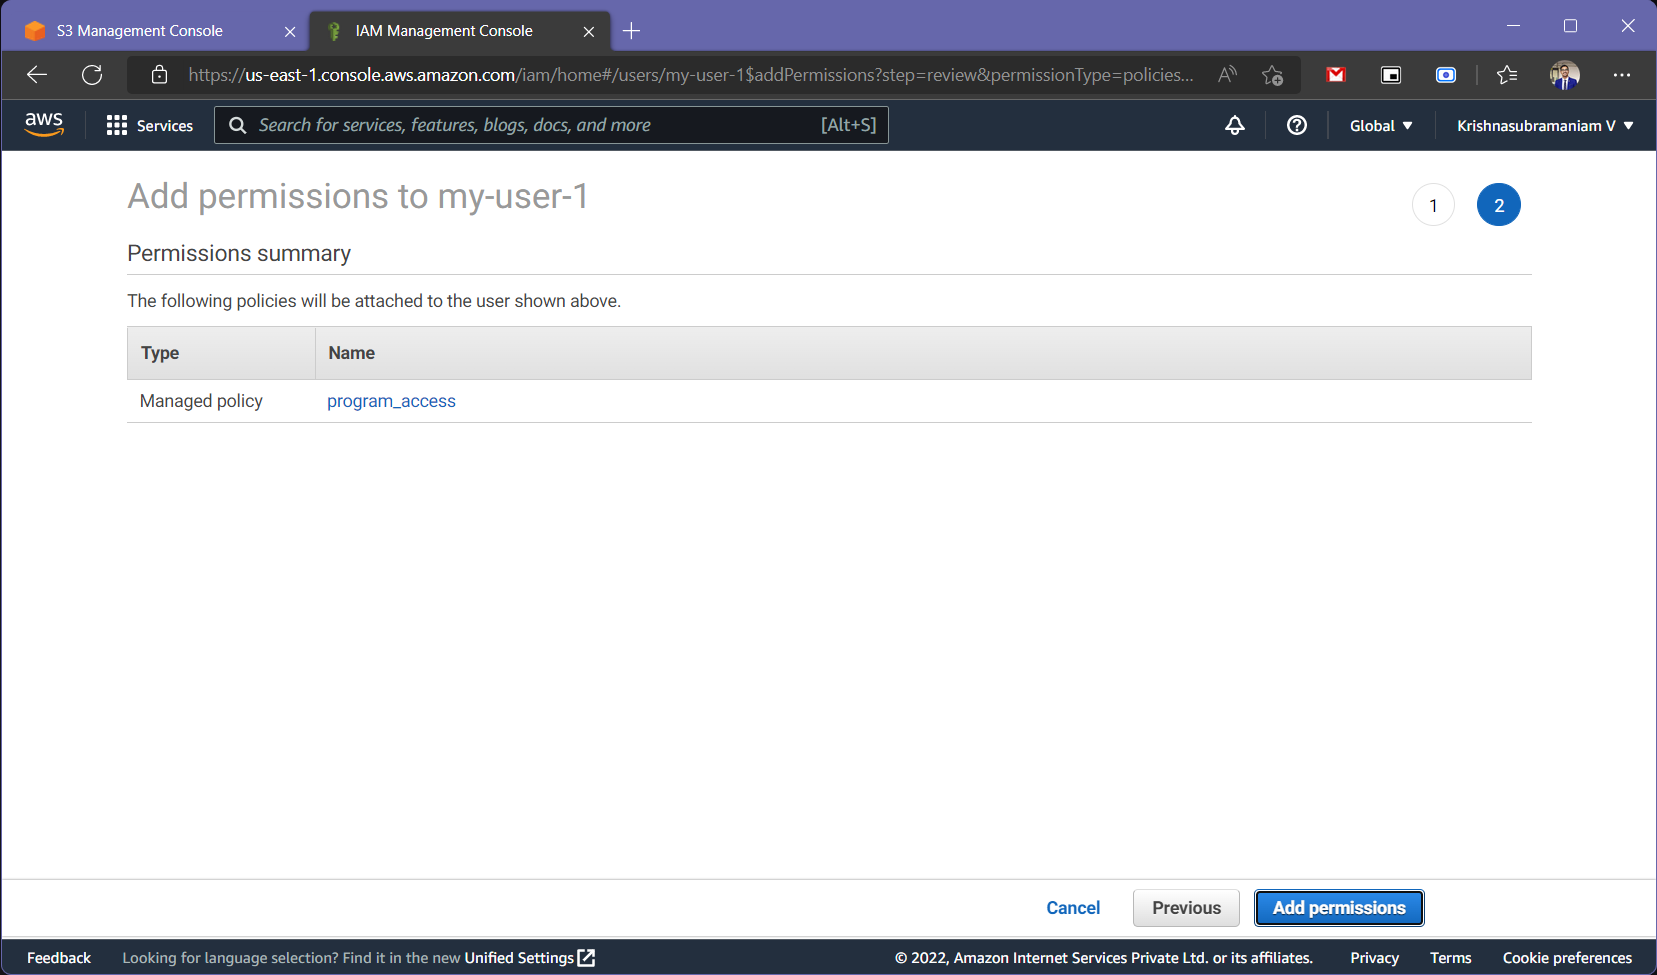 S3 Management Console
IAM Management Console
https://us-east-1.console.aws.amazon.com/iam/home#/users/my-user-1$addPermissions?step=review&permissionType=policies...
aws
Services
Search for services, features, blogs, docs, and more
[Alt+S]
Global
Krishnasubramaniam V
Add permissions to my-user-1
1
2
Permissions summary
The following policies will be attached to the user shown above.
Type
Name
Managed policy
program_access
Cancel
Previous
Add permissions
Feedback
Looking for language selection? Find it in the new Unified Settings
© 2022, Amazon Internet Services Private Ltd. or its affiliates.
Privacy
Terms
Cookie preferences